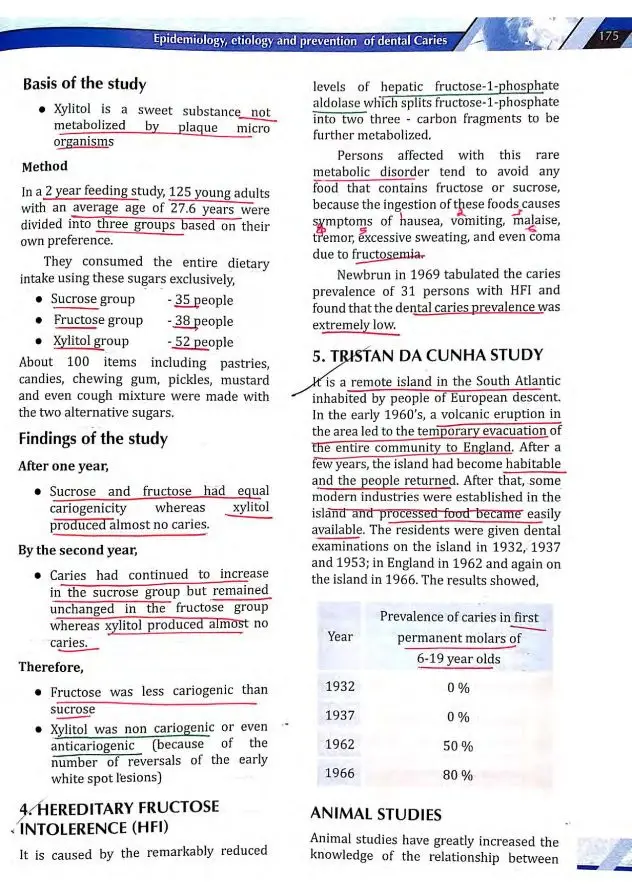 Epidemiology, etiology and prevention of dental Caries
175
Basis of the study
• Xylitol is a sweet substance not
metabolized by plaque micro
organisms
Method
In a 2 year feeding study, 125 young adults
with an average age of 27.6 years were
divided into three groups based on their
own preference.
They consumed the entire dietary
intake using these sugars exclusively,
• Sucrose group - 35 people
• Fructose group - 38 people
• Xylitol group - 52 people
About 100 items including pastries,
candies, chewing gum, pickles, mustard
and even cough mixture were made with
the two alternative sugars.
Findings of the study
After one year,
• Sucrose and fructose had equal
cariogenicity whereas xylitol
produced almost no caries.
By the second year,
• Caries had continued to increase
in the sucrose group but remained
unchanged in the fructose group
whereas xylitol produced almost no
caries.
Therefore,
• Fructose was less cariogenic than
sucrose
• Xylitol was non cariogenic or even
anticariogenic (because of the
number of reversals of the early
white spot lesions)
4. HEREDITARY FRUCTOSE
INTOLERENCE (HFI)
It is caused by the remarkably reduced
levels of hepatic fructose-1-phosphate
aldolase which splits fructose-1-phosphate
into two three - carbon fragments to be
further metabolized.
Persons affected with this rare
metabolic disorder tend to avoid any
food that contains fructose or sucrose,
because the ingestion of these foods causes
symptoms of nausea, vomiting, malaise,
tremor, excessive sweating, and even coma
due to fructosemia.
Newbrun in 1969 tabulated the caries
prevalence of 31 persons with HFI and
found that the dental caries prevalence was
extremely low.
5. TRISTAN DA CUNHA STUDY
It is a remote island in the South Atlantic
inhabited by people of European descent.
In the early 1960's, a volcanic eruption in
the area led to the temporary evacuation of
the entire community to England. After a
few years, the island had become habitable
and the people returned. After that, some
modern industries were established in the
island and processed food became easily
available. The residents were given dental
examinations on the island in 1932, 1937
and 1953; in England in 1962 and again on
the island in 1966. The results showed,
Year
Prevalence of caries in first
permanent molars of
6-19 year olds
1932 0 %
1937 0 %
1962 50 %
1966 80 %
ANIMAL STUDIES
Animal studies have greatly increased the
knowledge of the relationship between